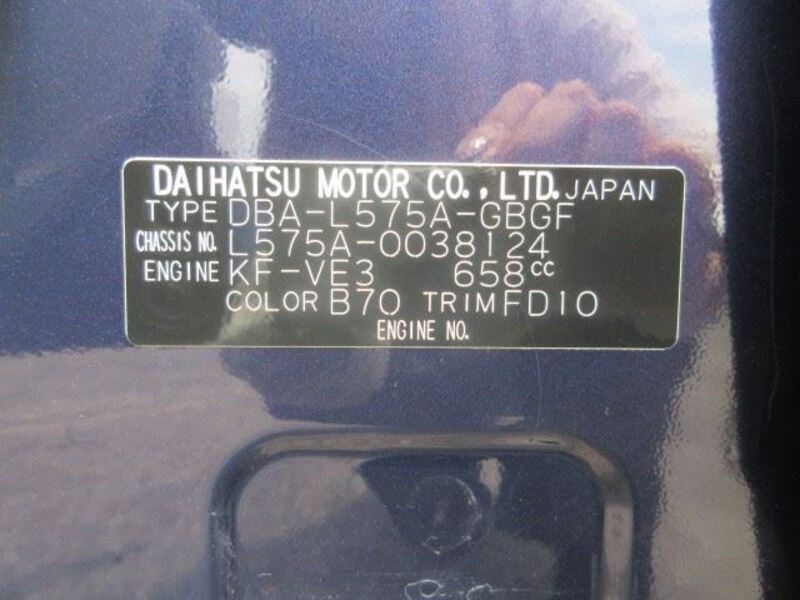 DAIHATSU MOTOR CO., LTD. JAPAN
TYPE DBA-L575A-GBGF
CHASSIS NO. L575A-0038124
ENGINE KF-VE3 658cc
COLOR B70 TRIM FD10
ENGINE NO.